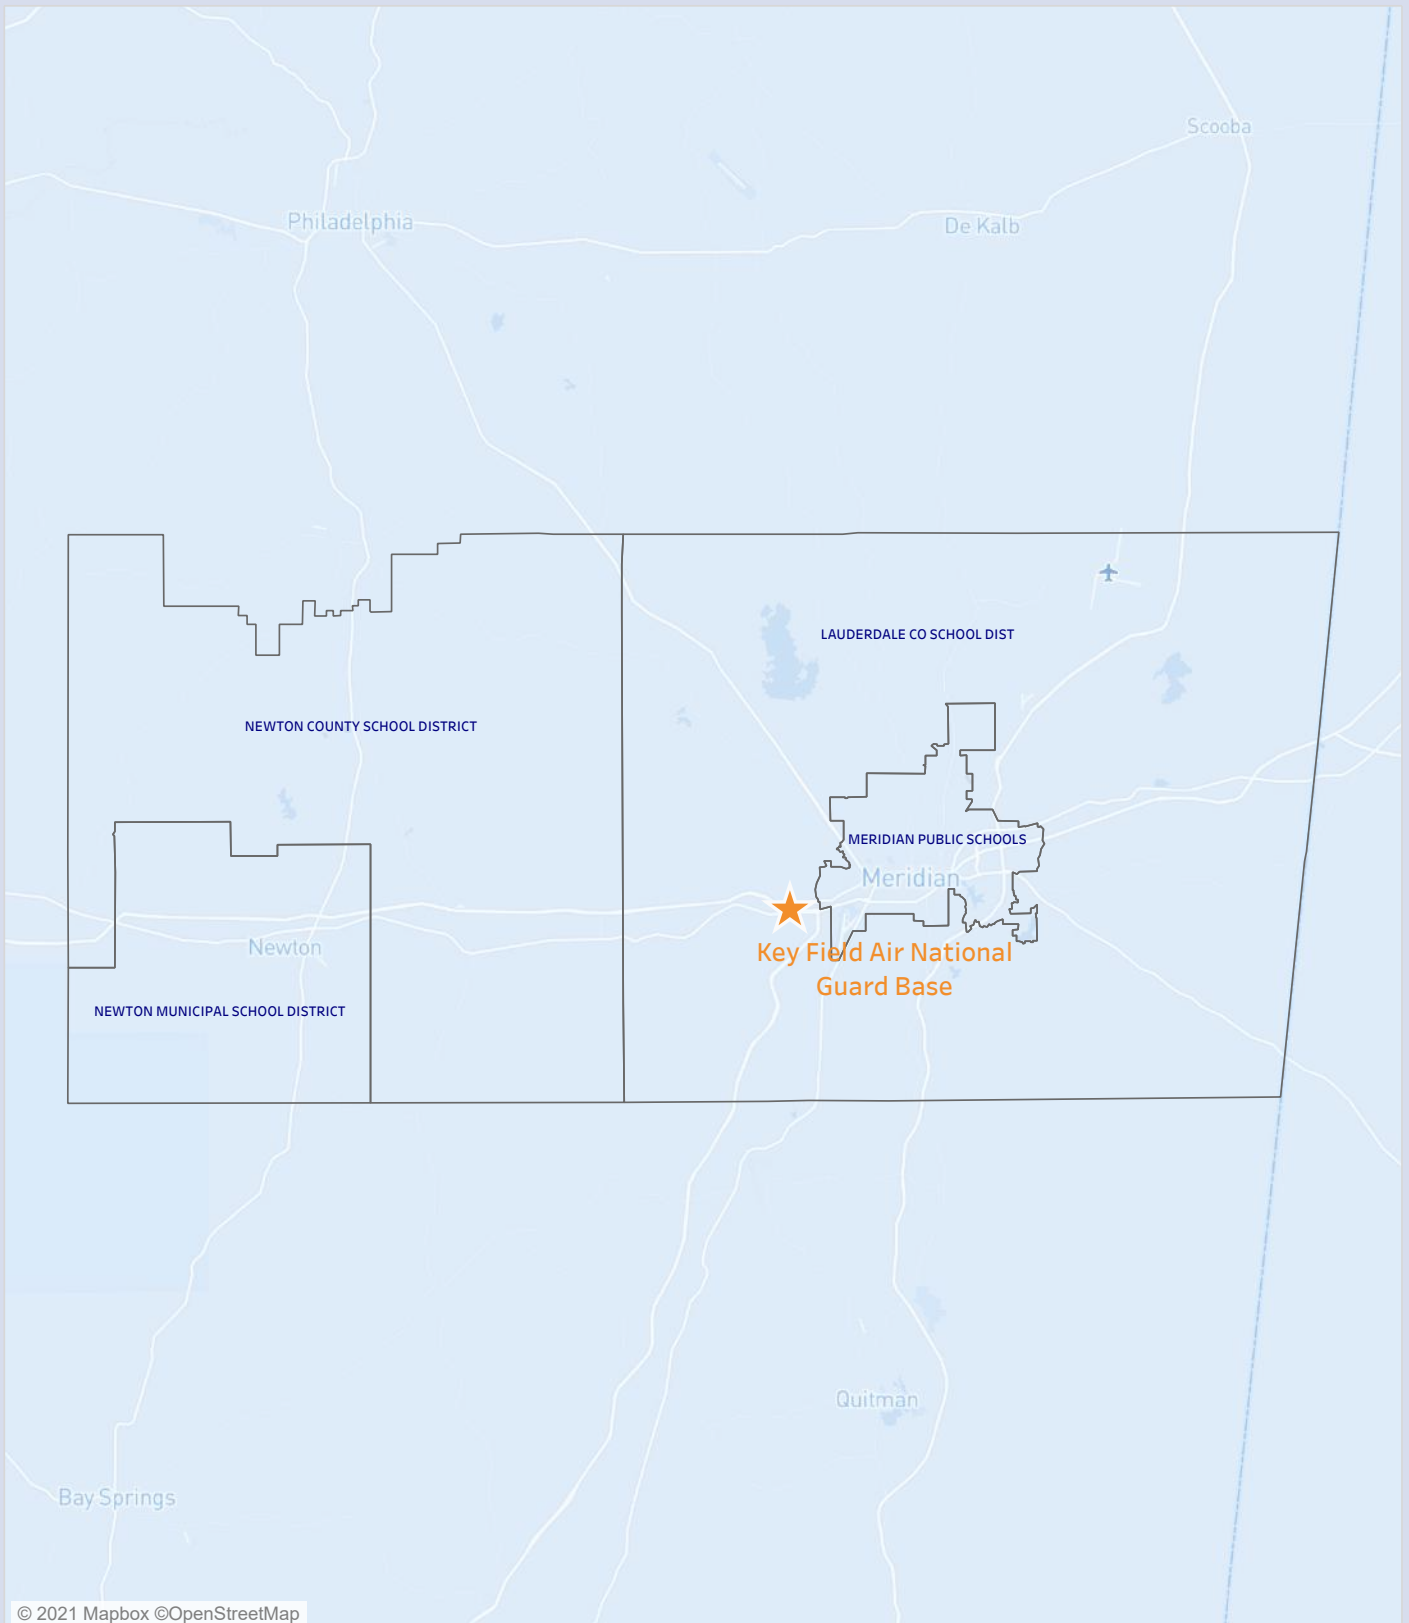 Scooba
Philadelphia
De Kalb
LAUDERDALE CO SCHOOL DIST
NEWTON COUNTY SCHOOL DISTRICT
MERIDIAN PUBLIC SCHOOLS
Meridian
Newton
Key Field Air National
Guard Base
NEWTON MUNICIPAL SCHOOL DISTRICT
Quitman
Bay Springs
© 2021 Mapbox ©OpenStreetMap